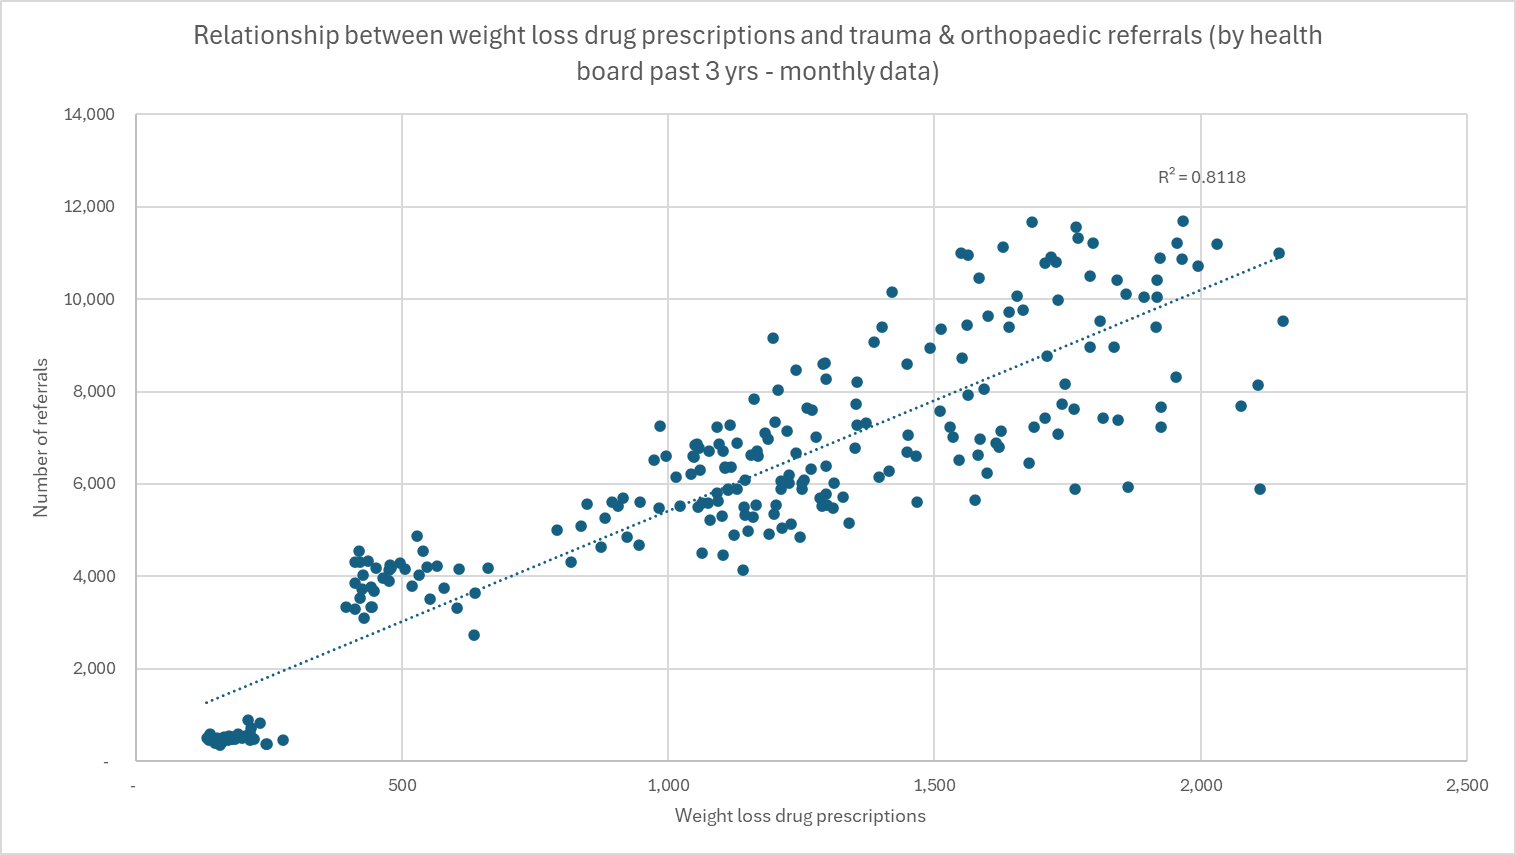 Relationship between weight loss drug prescriptions and trauma & orthopaedic referrals (by health
board past 3 yrs - monthly data)
14,000
R² = 0.8118
12,000
10,000
8,000
6,000
4,000
2,000
-
Number of referrals
-
500
1,000
1,500
2,000
2,500
Weight loss drug prescriptions